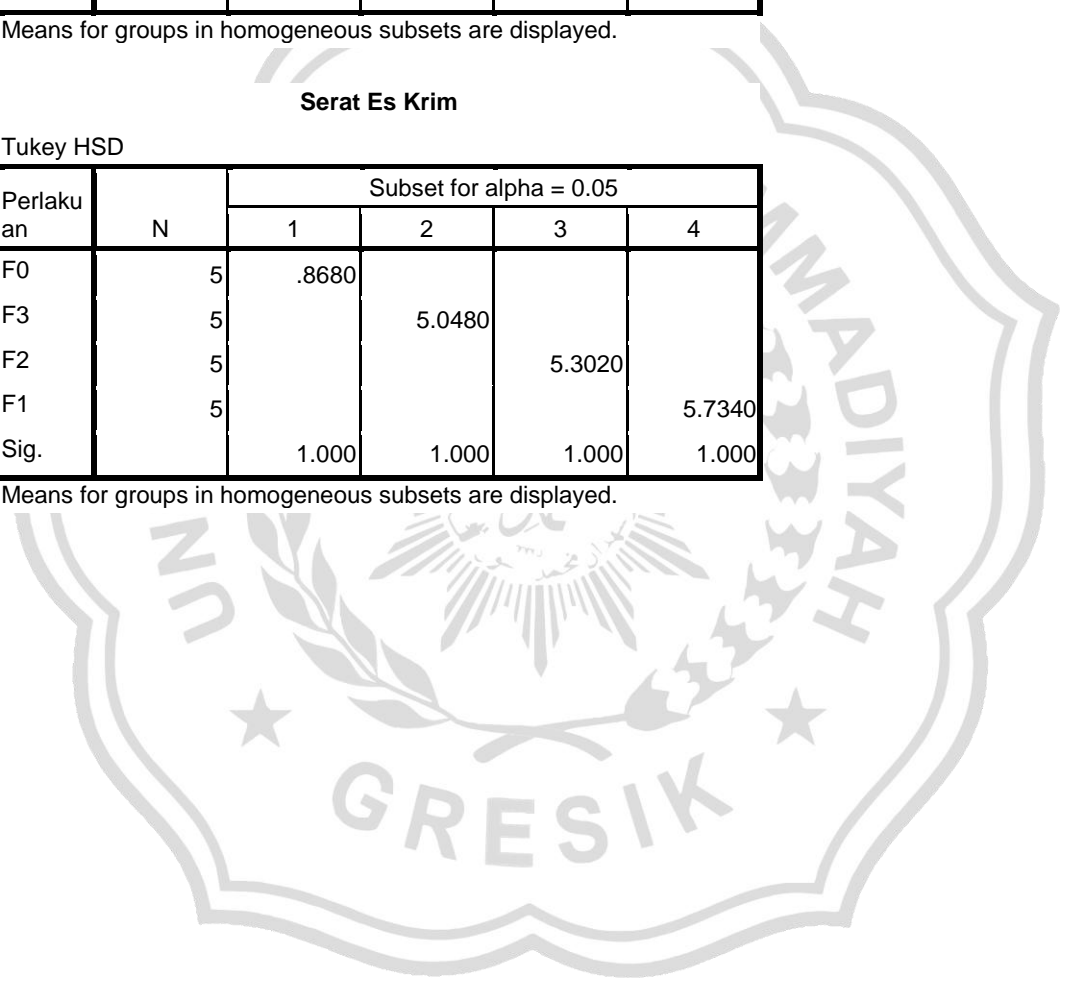 Means for groups in homogeneous subsets are displayed.
Serat Es Krim
Tukey HSD
Perlaku
an N Subset for alpha = 0.05
1 2 3 4
F0 5 .8680
F3 5 5.0480
F2 5 5.3020
F1 5 5.7340
Sig. 1.000 1.000 1.000 1.000
Means for groups in homogeneous subsets are displayed.
GRESIK